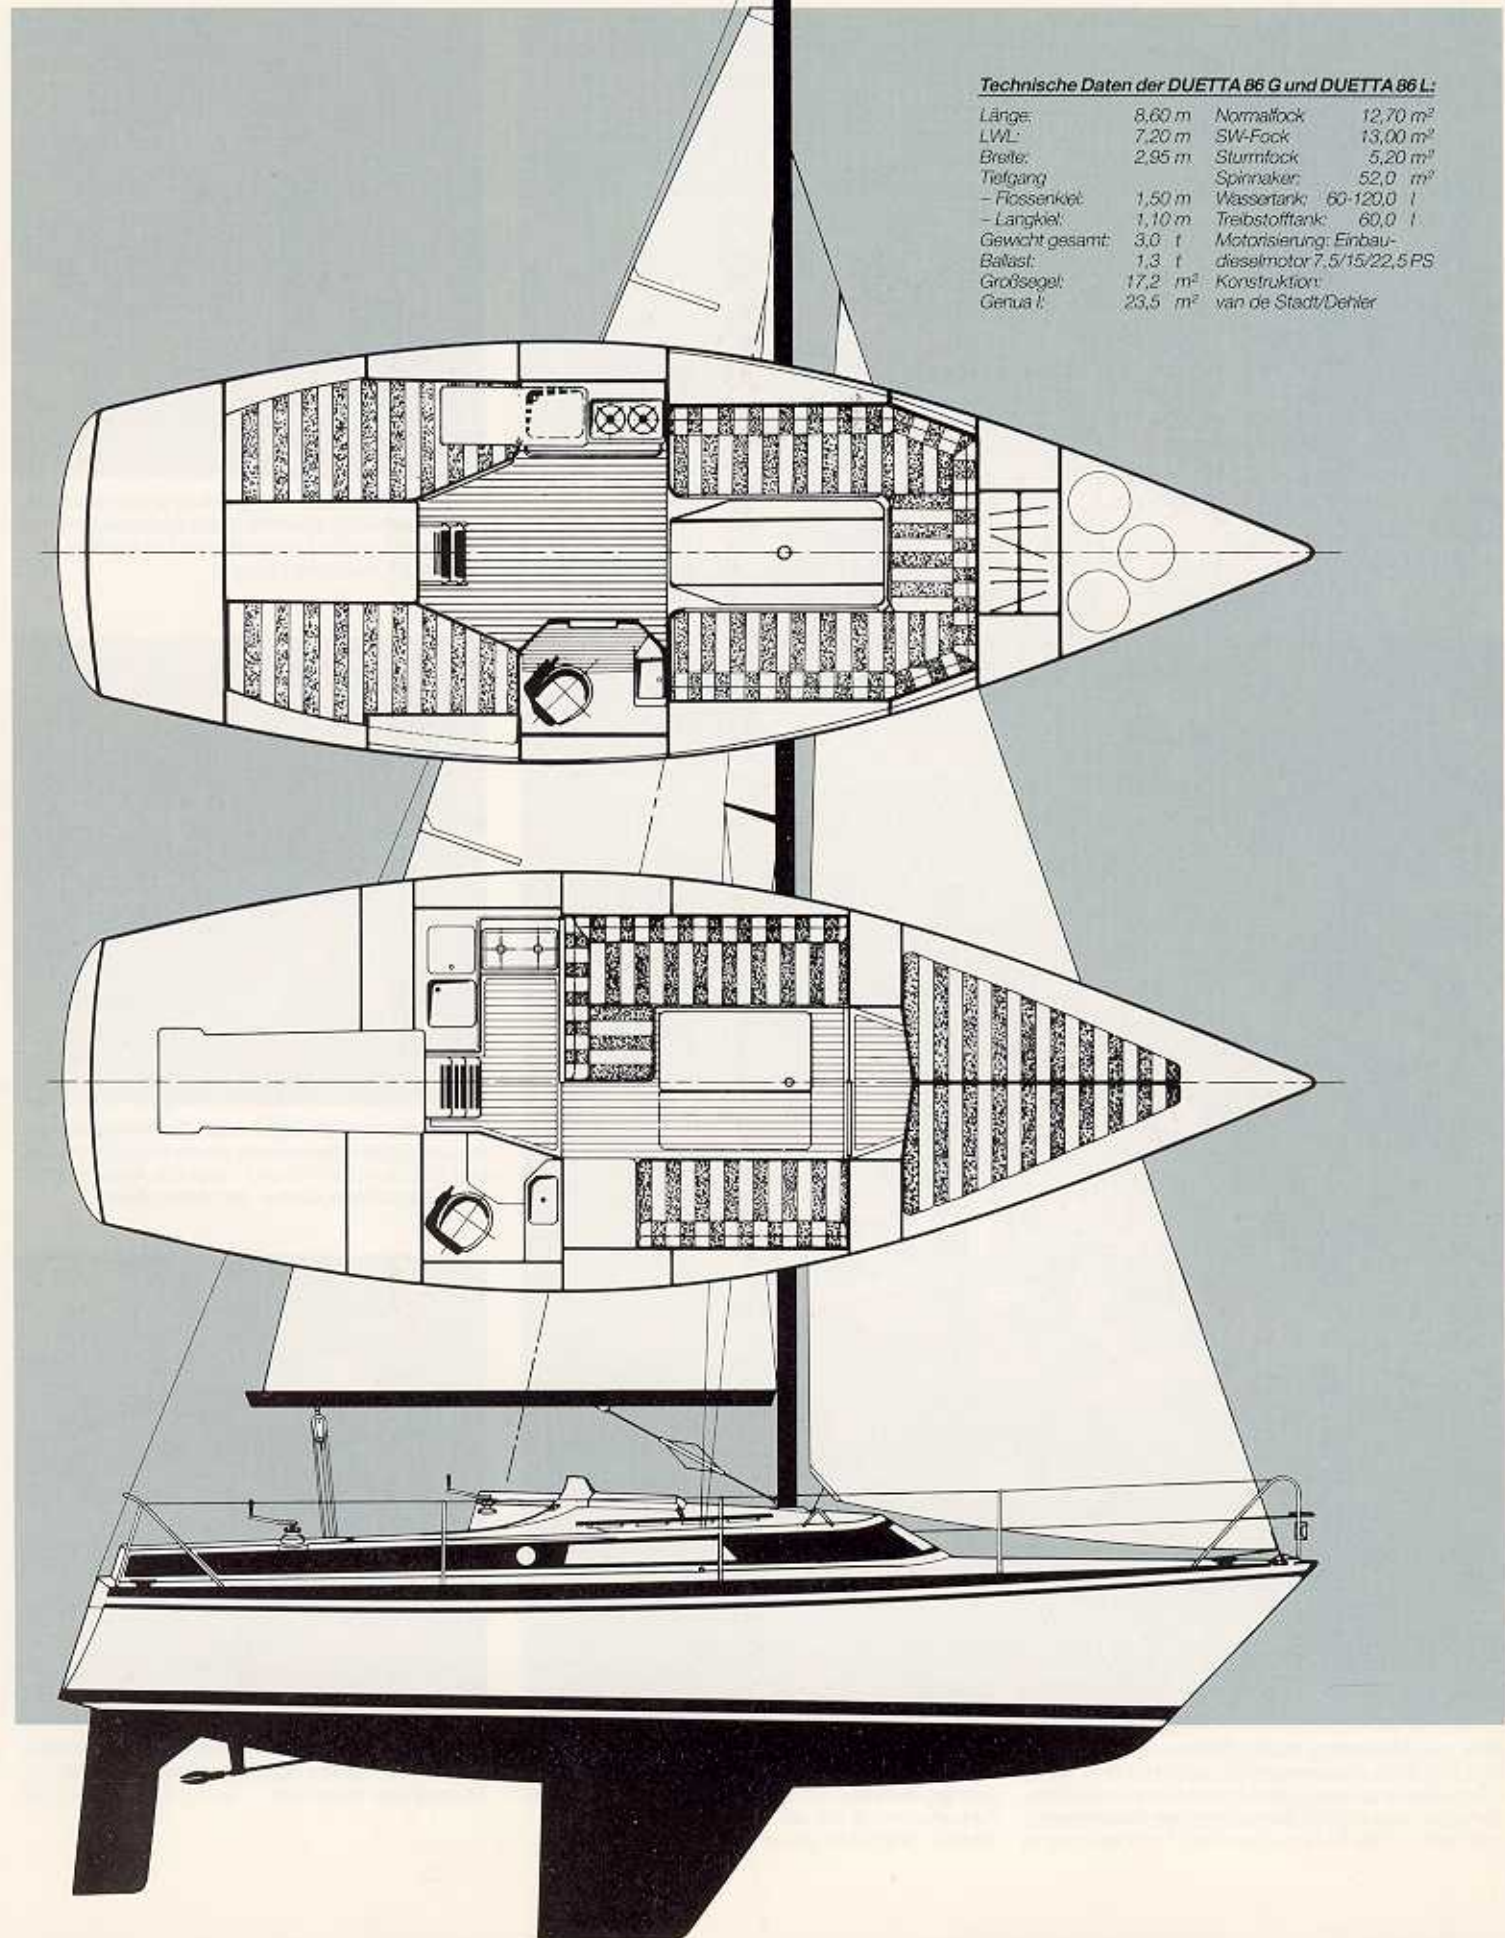 Technische Daten der DUETTA 86 G und DUETTA 86 L:
Länge: 8,60 m
LWL: 7,20 m
Breite: 2,95 m
Tiefgang
– Flossenkiel: 1,50 m
– Langkiel: 1,10 m
Gewicht gesamt: 3,0 t
Ballast: 1,3 t
Großsegel: 17,2 m²
Genua I: 23,5 m²
Normalfock 12,70 m²
SW-Fock 13,00 m²
Sturmfock 5,20 m²
Spinnaker: 52,0 m²
Wassertank: 60-120,0 l
Treibstofftank: 60,0 l
Motorisierung: Einbau-
dieselmotor 7,5/15/22,5 PS
Konstruktion:
van de Stadt/Dehler